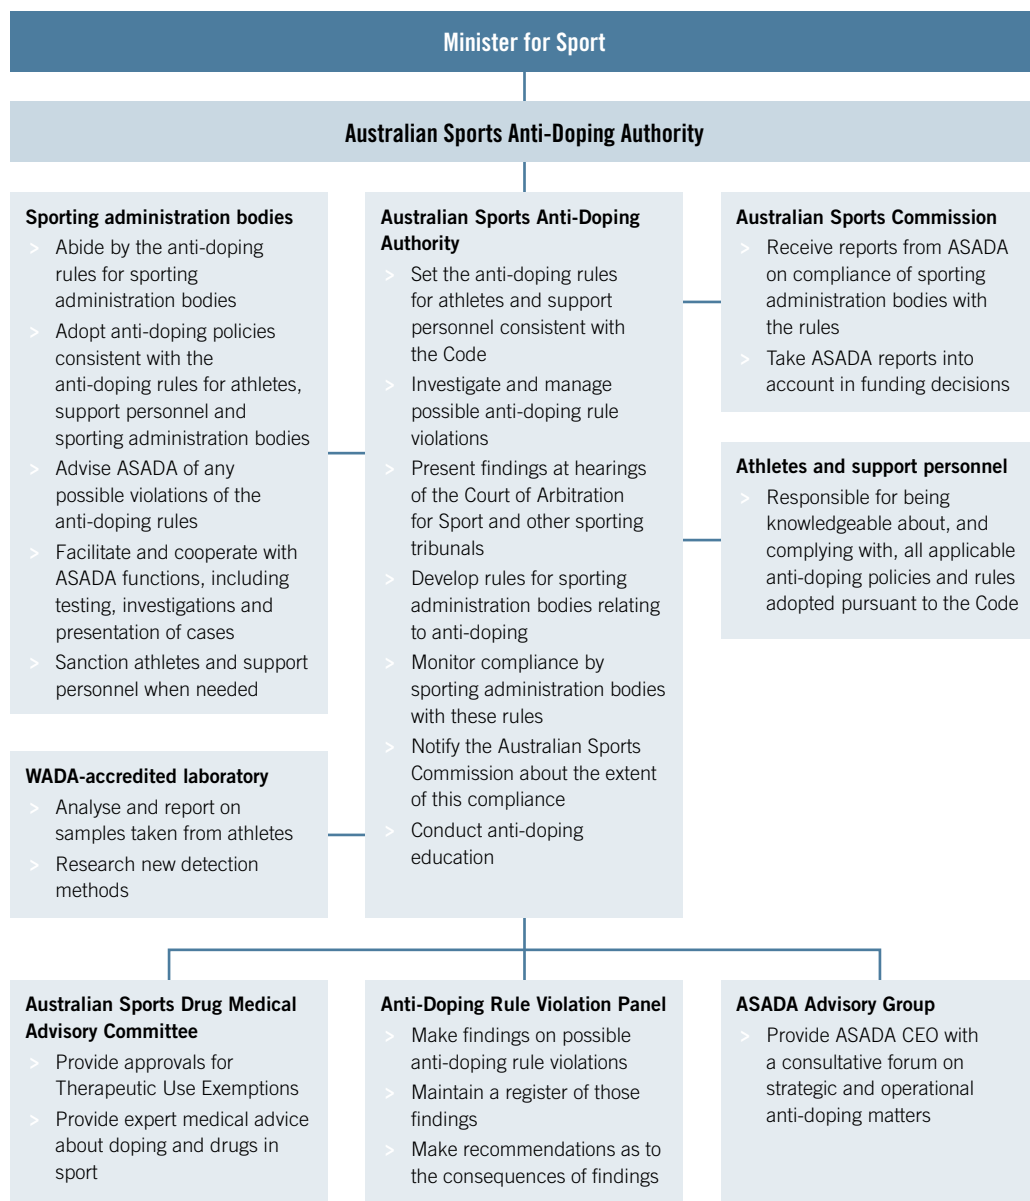 Minister for Sport
Australian Sports Anti-Doping Authority
Sporting administration bodies
> Abide by the anti-doping
rules for sporting
administration bodies
> Adopt anti-doping policies
consistent with the
anti-doping rules for athletes,
support personnel and
sporting administration bodies
> Advise ASADA of any
possible violations of the
anti-doping rules
> Facilitate and cooperate with
ASADA functions, including
testing, investigations and
presentation of cases
> Sanction athletes and support
personnel when needed
WADA-accredited laboratory
> Analyse and report on
samples taken from athletes
> Research new detection
methods
Australian Sports Anti-Doping
Authority
> Set the anti-doping rules
for athletes and support
personnel consistent with
the Code
> Investigate and manage
possible anti-doping rule
violations
> Present findings at hearings
of the Court of Arbitration
for Sport and other sporting
tribunals
> Develop rules for sporting
administration bodies relating
to anti-doping
> Monitor compliance by
sporting administration bodies
with these rules
> Notify the Australian Sports
Commission about the extent
of this compliance
> Conduct anti-doping
education
Australian Sports Commission
> Receive reports from ASADA
on compliance of sporting
administration bodies with
the rules
> Take ASADA reports into
account in funding decisions
Athletes and support personnel
> Responsible for being
knowledgeable about, and
complying with, all applicable
anti-doping policies and rules
adopted pursuant to the Code
Australian Sports Drug Medical
Advisory Committee
> Provide approvals for
Therapeutic Use Exemptions
> Provide expert medical advice
about doping and drugs in
sport
Anti-Doping Rule Violation Panel
> Make findings on possible
anti-doping rule violations
> Maintain a register of those
findings
> Make recommendations as to
the consequences of findings
ASADA Advisory Group
> Provide ASADA CEO with
a consultative forum on
strategic and operational
anti-doping matters